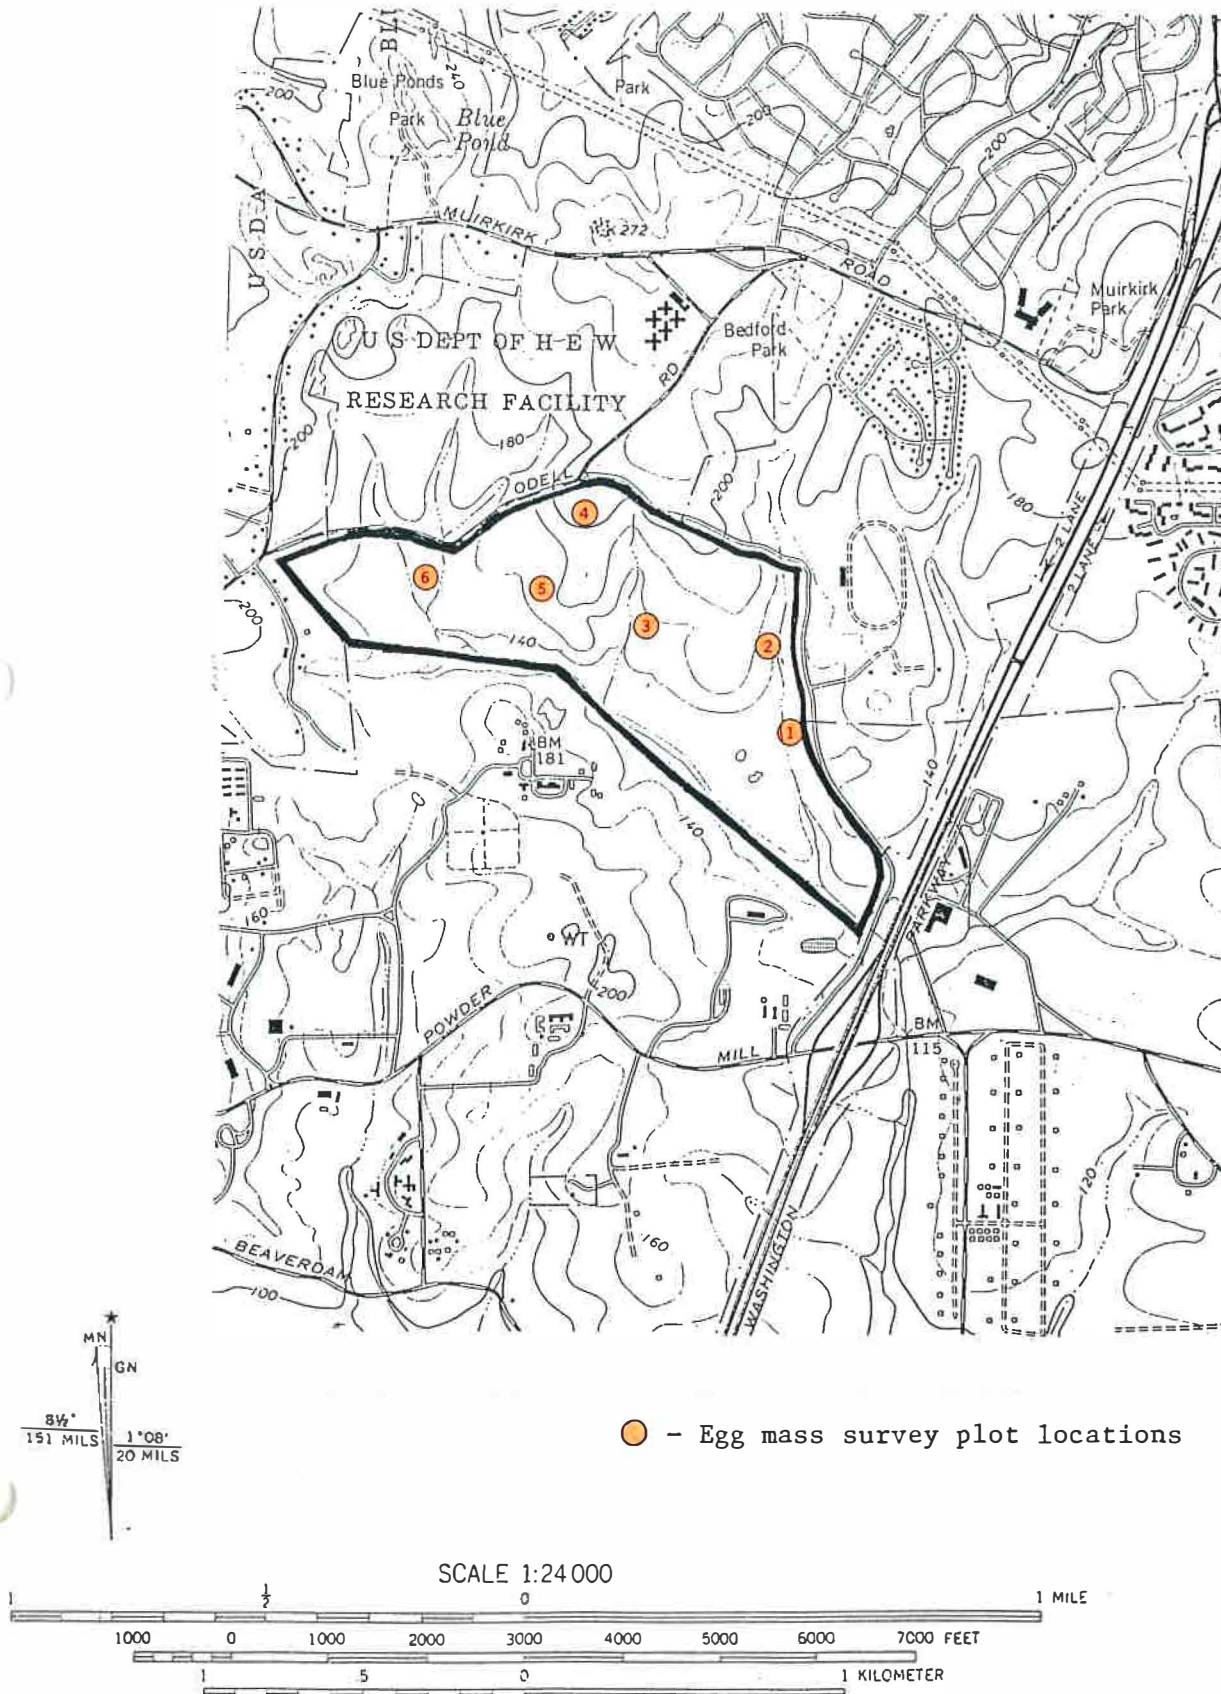 BL
240
Blue Ponds
Park
200
Park
Blue
Pond
200
200
USDA
MUIRKIRK
272
ROAD
Muirkirk
Park
Bedford
Park
U S DEPT OF H E W
RD
RESEARCH FACILITY
200
180
ODELL
200
180
2 LANE
2 LANE
4
6
5
200
3
140
2
1
BM
181
140
140
160
PARKWAY
WT
200
POWDER
MILL
BM
115
120
160
BEAVERDAM
100
WASHINGTON
MN
GN
8½°
151 MILS
1°08'
20 MILS
– Egg mass survey plot locations
SCALE 1:24 000
1 ½ 0 1 MILE
1000 0 1000 2000 3000 4000 5000 6000 7000 FEET
1 .5 0 1 KILOMETER